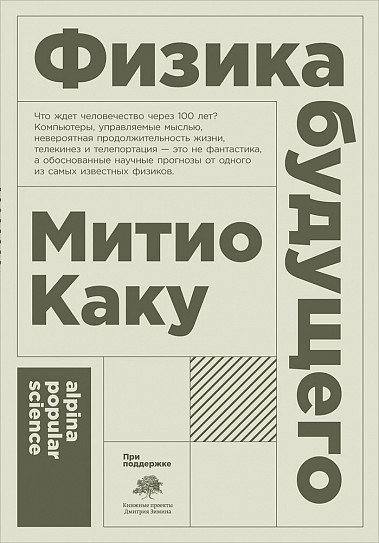 Физика
будущего
Что ждет человечество через 100 лет?
Компьютеры, управляемые мыслью,
невероятная продолжительность жизни,
телекинез и телепортация — это не фантастика,
а обоснованные научные прогнозы от одного
из самых известных физиков.
Митио
Каку
alpina
popular
science
При
поддержке
Книжные проекты
Дмитрия Зимина